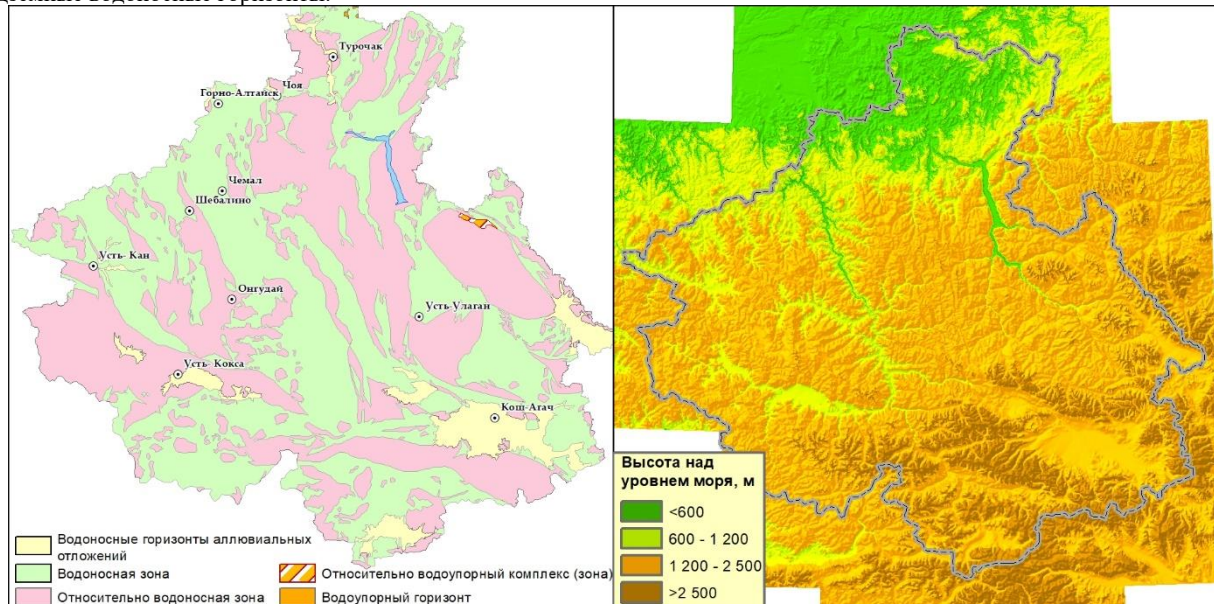 водоносные горизонты.
Турочак
Чоя
Горно-Алтайск
Чемал
Шебалино
Усть- Кан
Онгудай
Усть-Улаган
Усть- Кокса
Кош-Агач
Водоносные горизонты аллювиальных
отложений
Водоносная зона
Относительно водоносная зона
Относительно водоупорный комплекс (зона)
Водоупорный горизонт
Высота над
уровнем моря, м
<600
600 - 1 200
1 200 - 2 500
>2 500